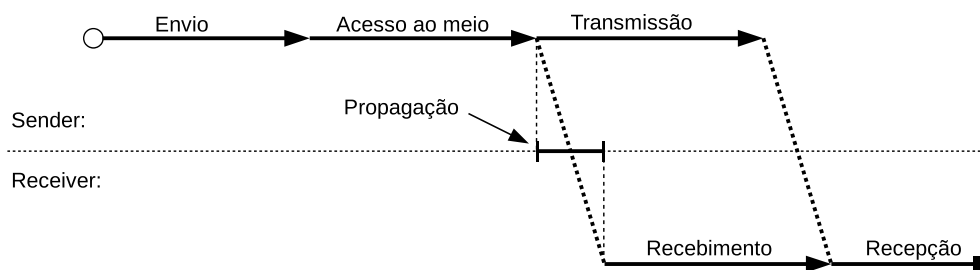 Envio
Acesso ao meio
Transmissão
Propagação
Sender:
Receiver:
Recebimento
Recepção